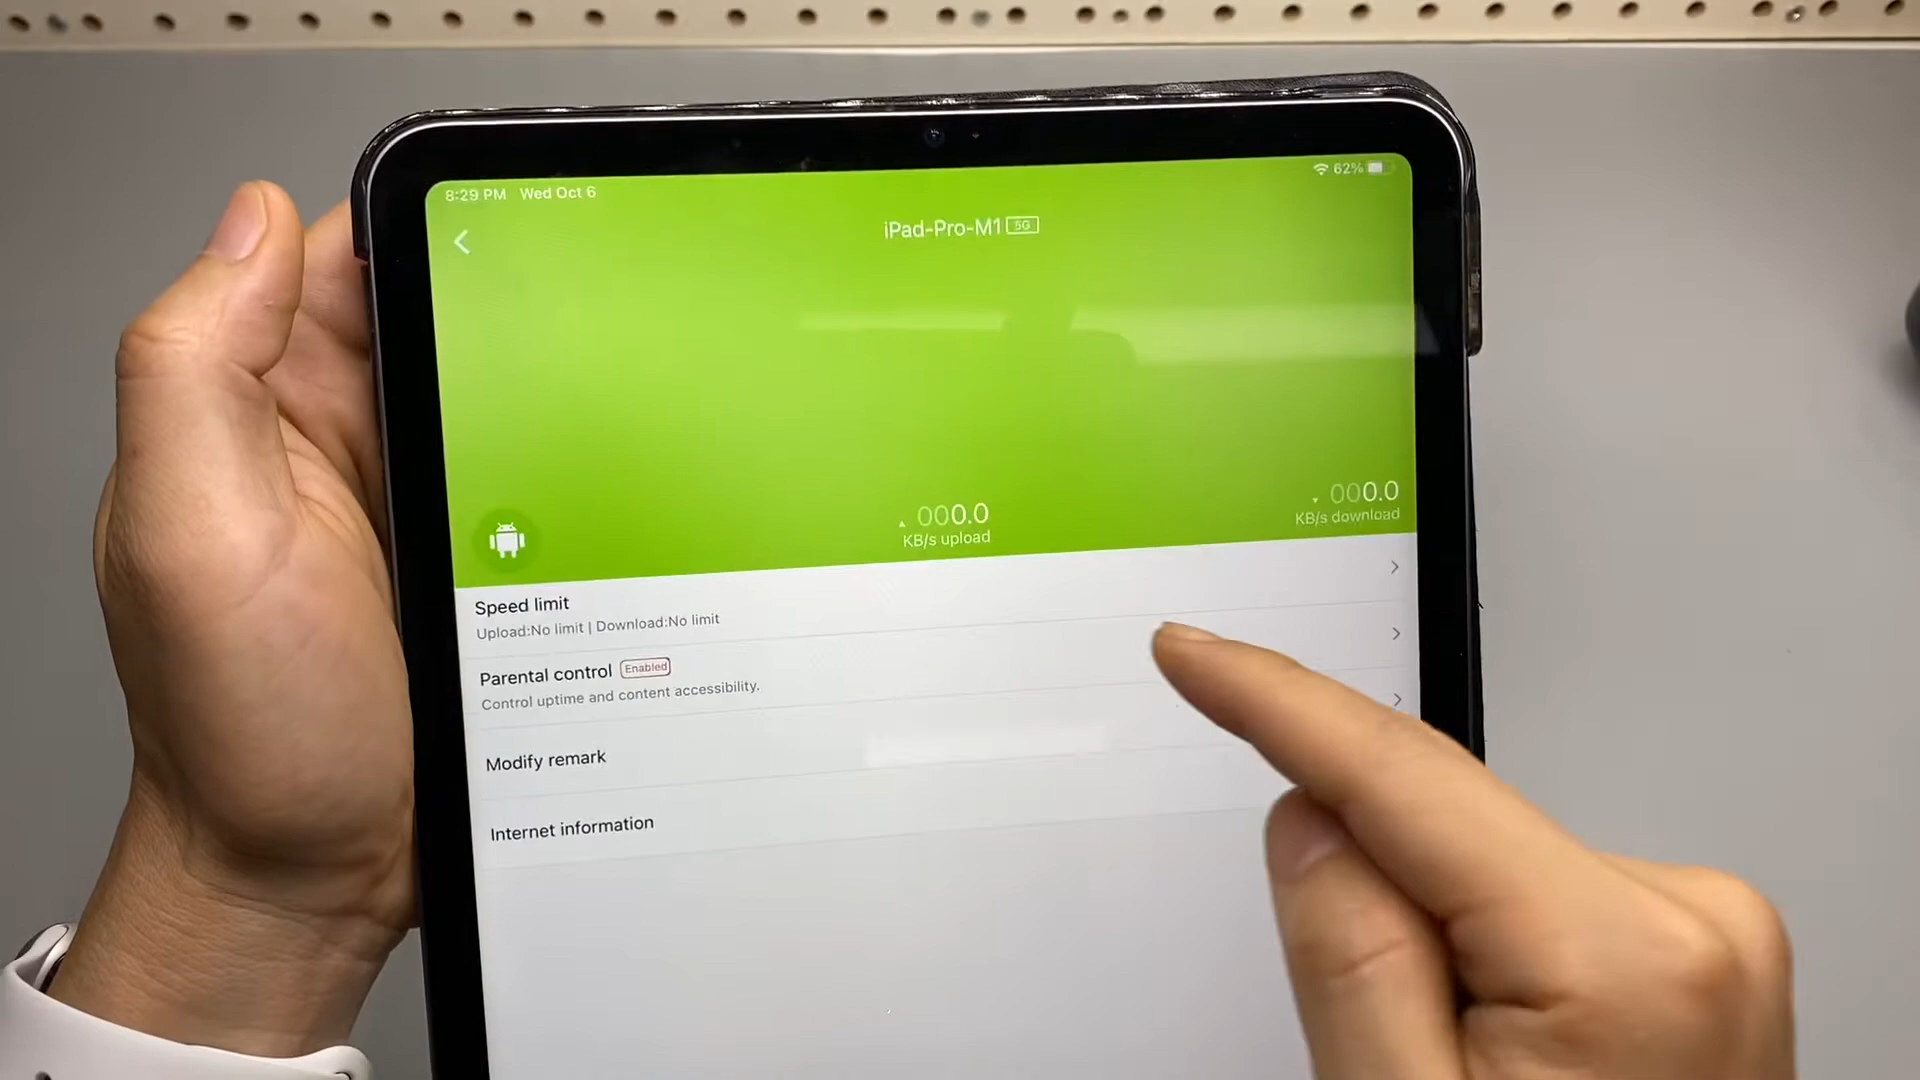 8:29 PM Wed Oct 6
62%
iPad-Pro-M1 5G
000.0
KB/s upload
000.0
KB/s download
Speed limit
Upload:No limit | Download:No limit
Parental control Enabled
Control uptime and content accessibility.
Modify remark
Internet information